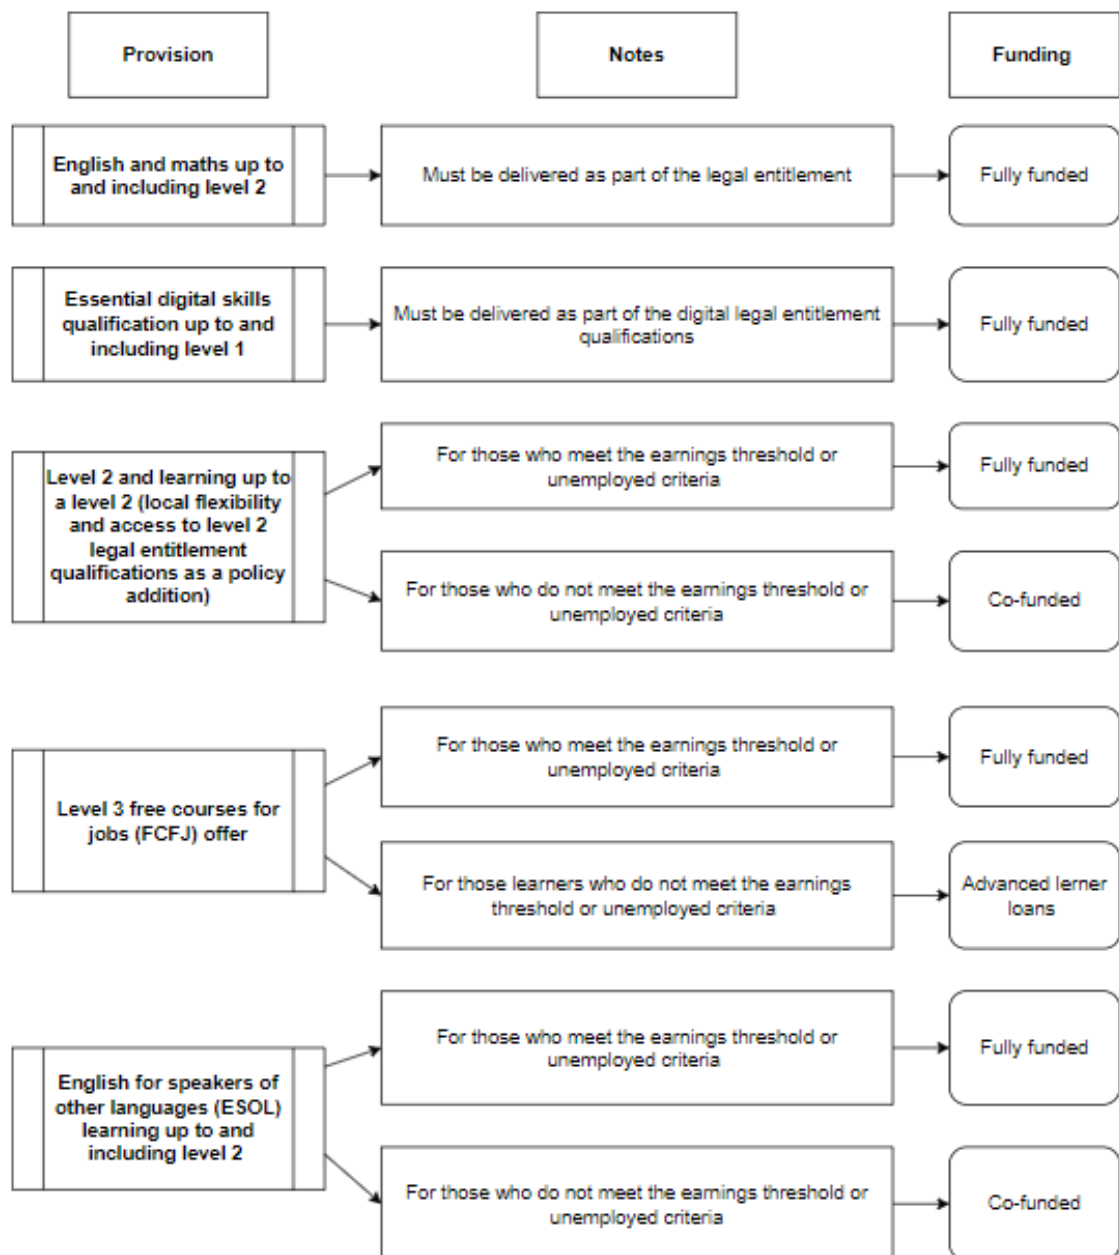 Provision
Notes
Funding
English and maths up to
and including level 2
Must be delivered as part of the legal entitlement
Fully funded
Essential digital skills
qualification up to and
including level 1
Must be delivered as part of the digital legal entitlement
qualifications
Fully funded
Level 2 and learning up to
a level 2 (local flexibility
and access to level 2
legal entitlement
qualifications as a policy
addition)
For those who meet the earnings threshold or
unemployed criteria
Fully funded
For those who do not meet the earnings threshold or
unemployed criteria
Co-funded
Level 3 free courses for
jobs (FCFJ) offer
For those who meet the earnings threshold or
unemployed criteria
Fully funded
For those learners who do not meet the earnings
threshold or unemployed criteria
Advanced lerner
loans
English for speakers of
other languages (ESOL)
learning up to and
including level 2
For those who meet the earnings threshold or
unemployed criteria
Fully funded
For those who do not meet the earnings threshold or
unemployed criteria
Co-funded